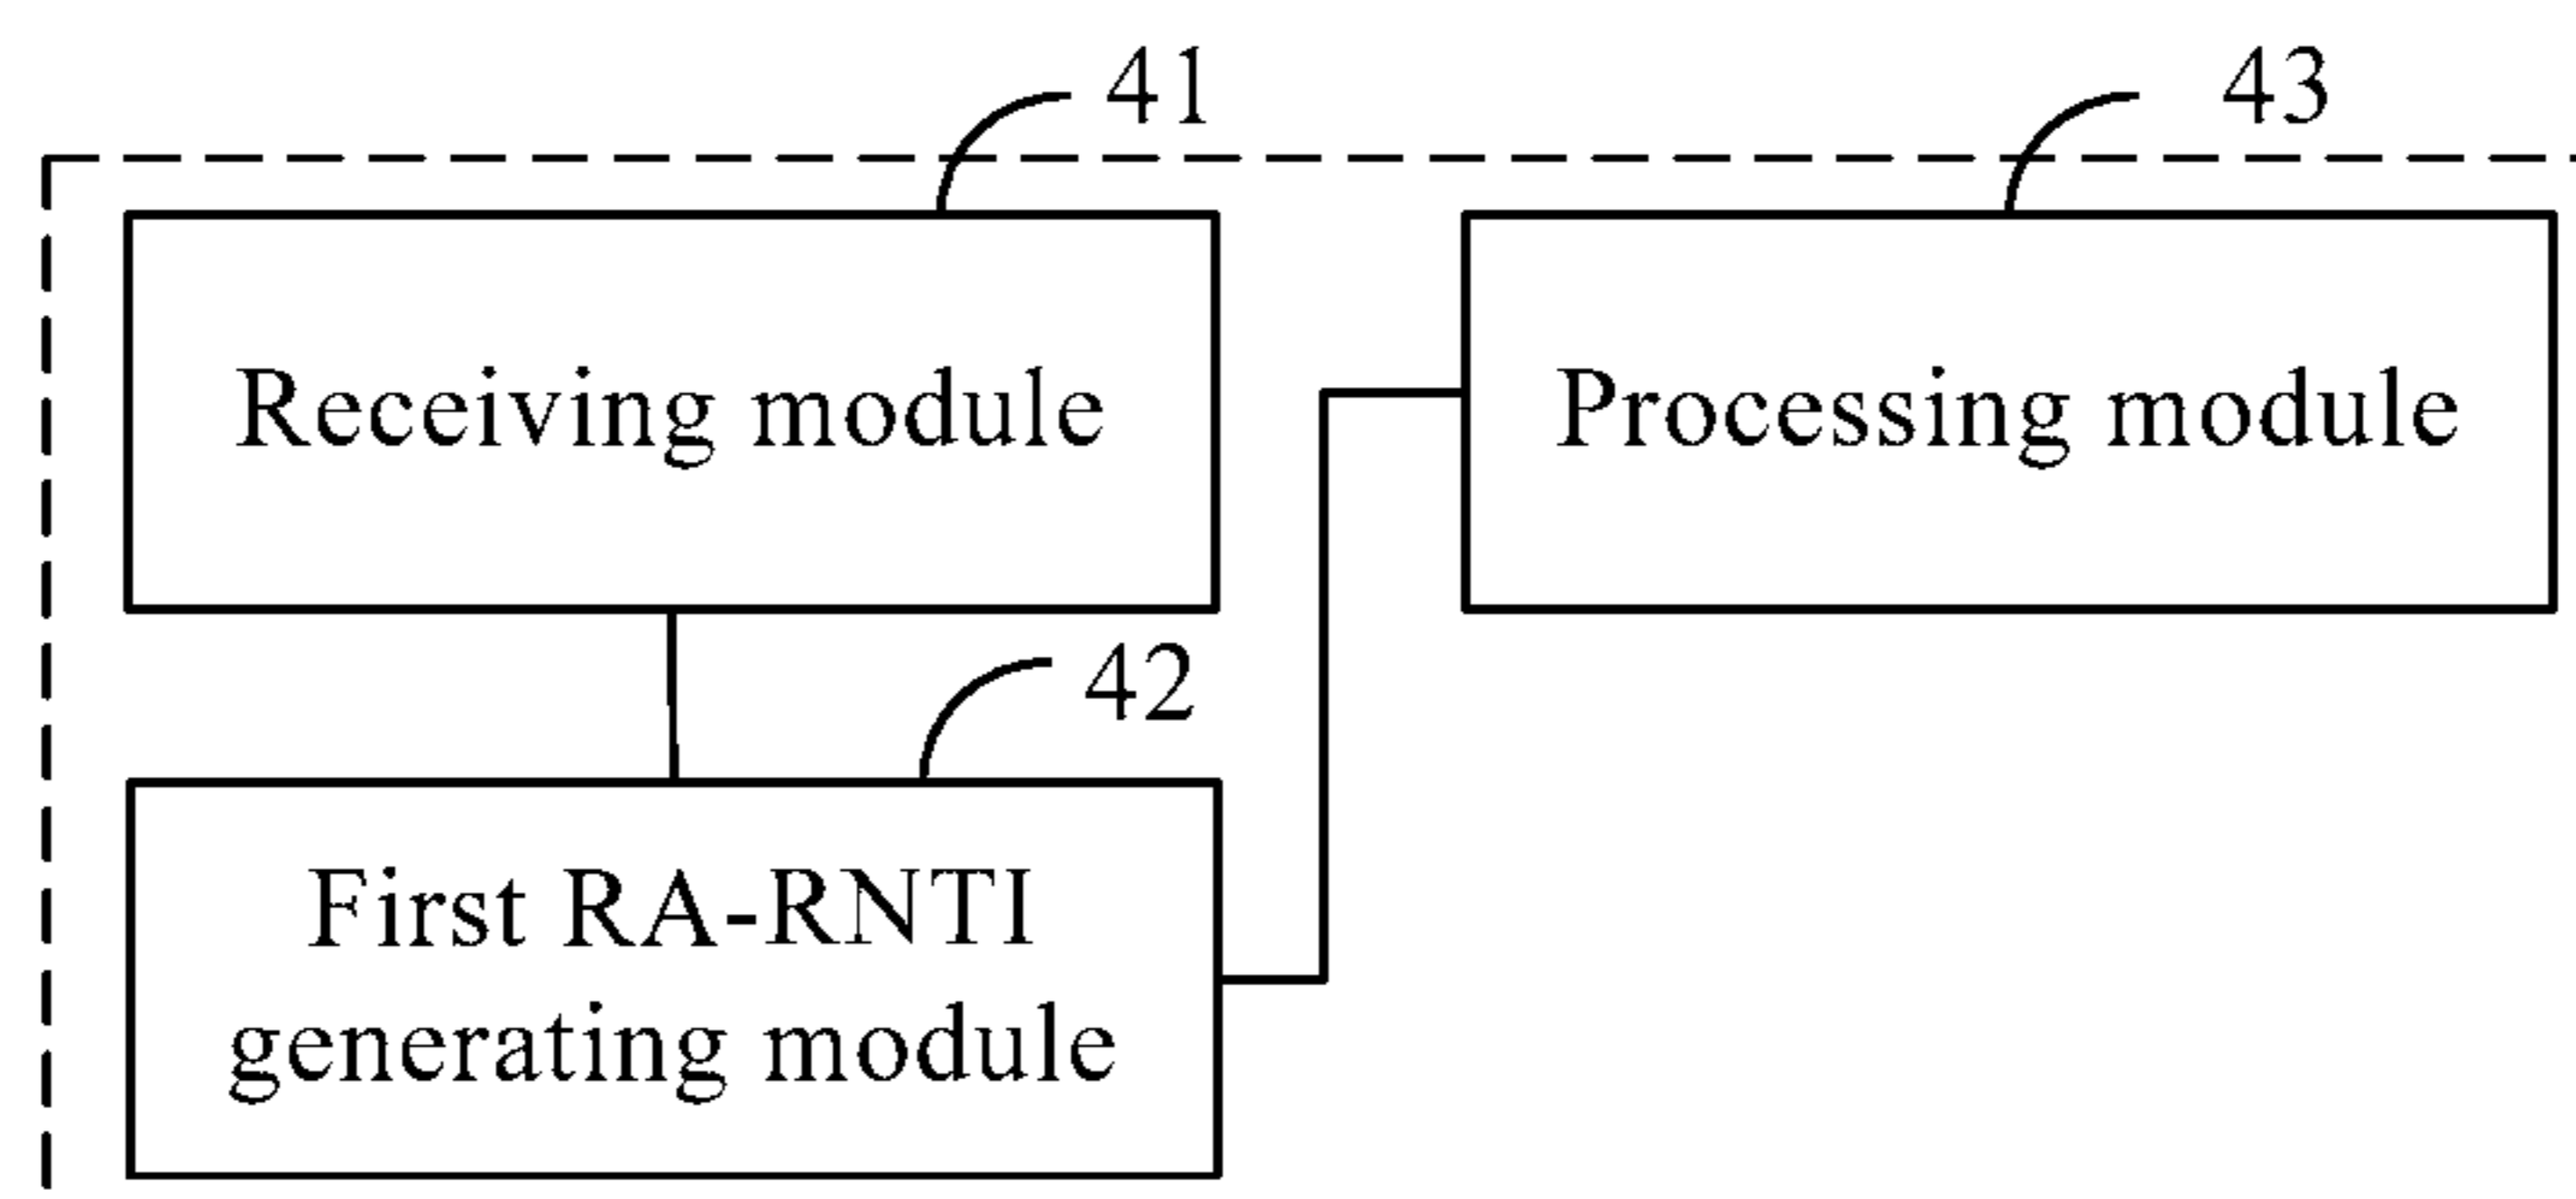 41
43
Receiving module
Processing module
42
First RA-RNTI
generating module